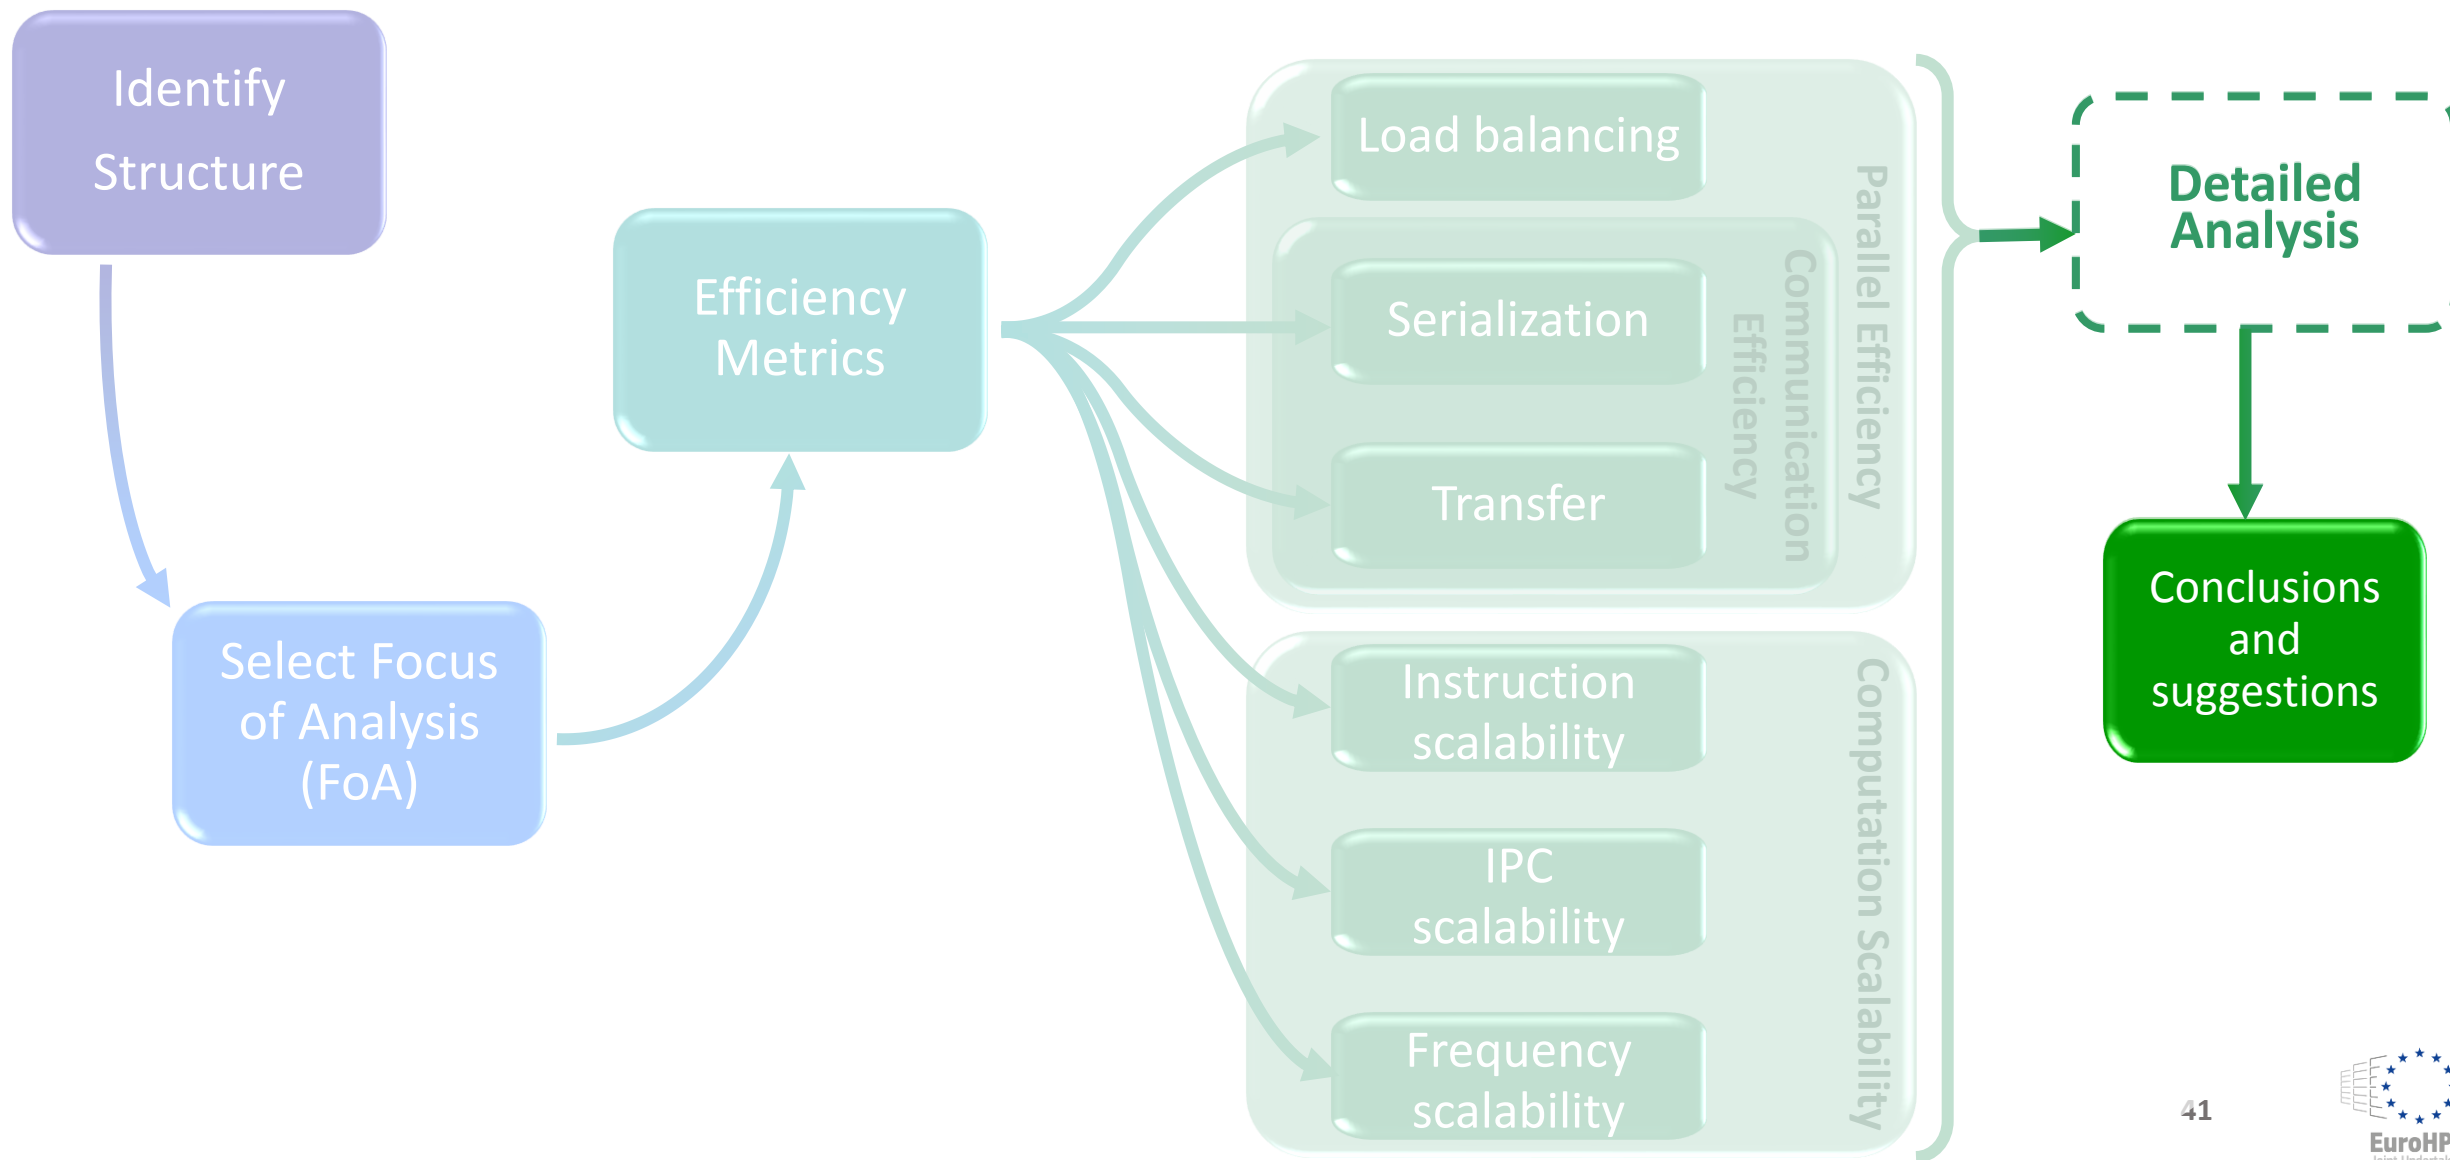 Identify
Structure
Select Focus
of Analysis
(FoA)
Efficiency
Metrics
Load balancing
Serialization
Transfer
Communication
Efficiency
Parallel Efficiency
Instruction
scalability
IPC
scalability
Frequency
scalability
Computation Scalability
Detailed
Analysis
Conclusions
and
suggestions
41
EuroHP